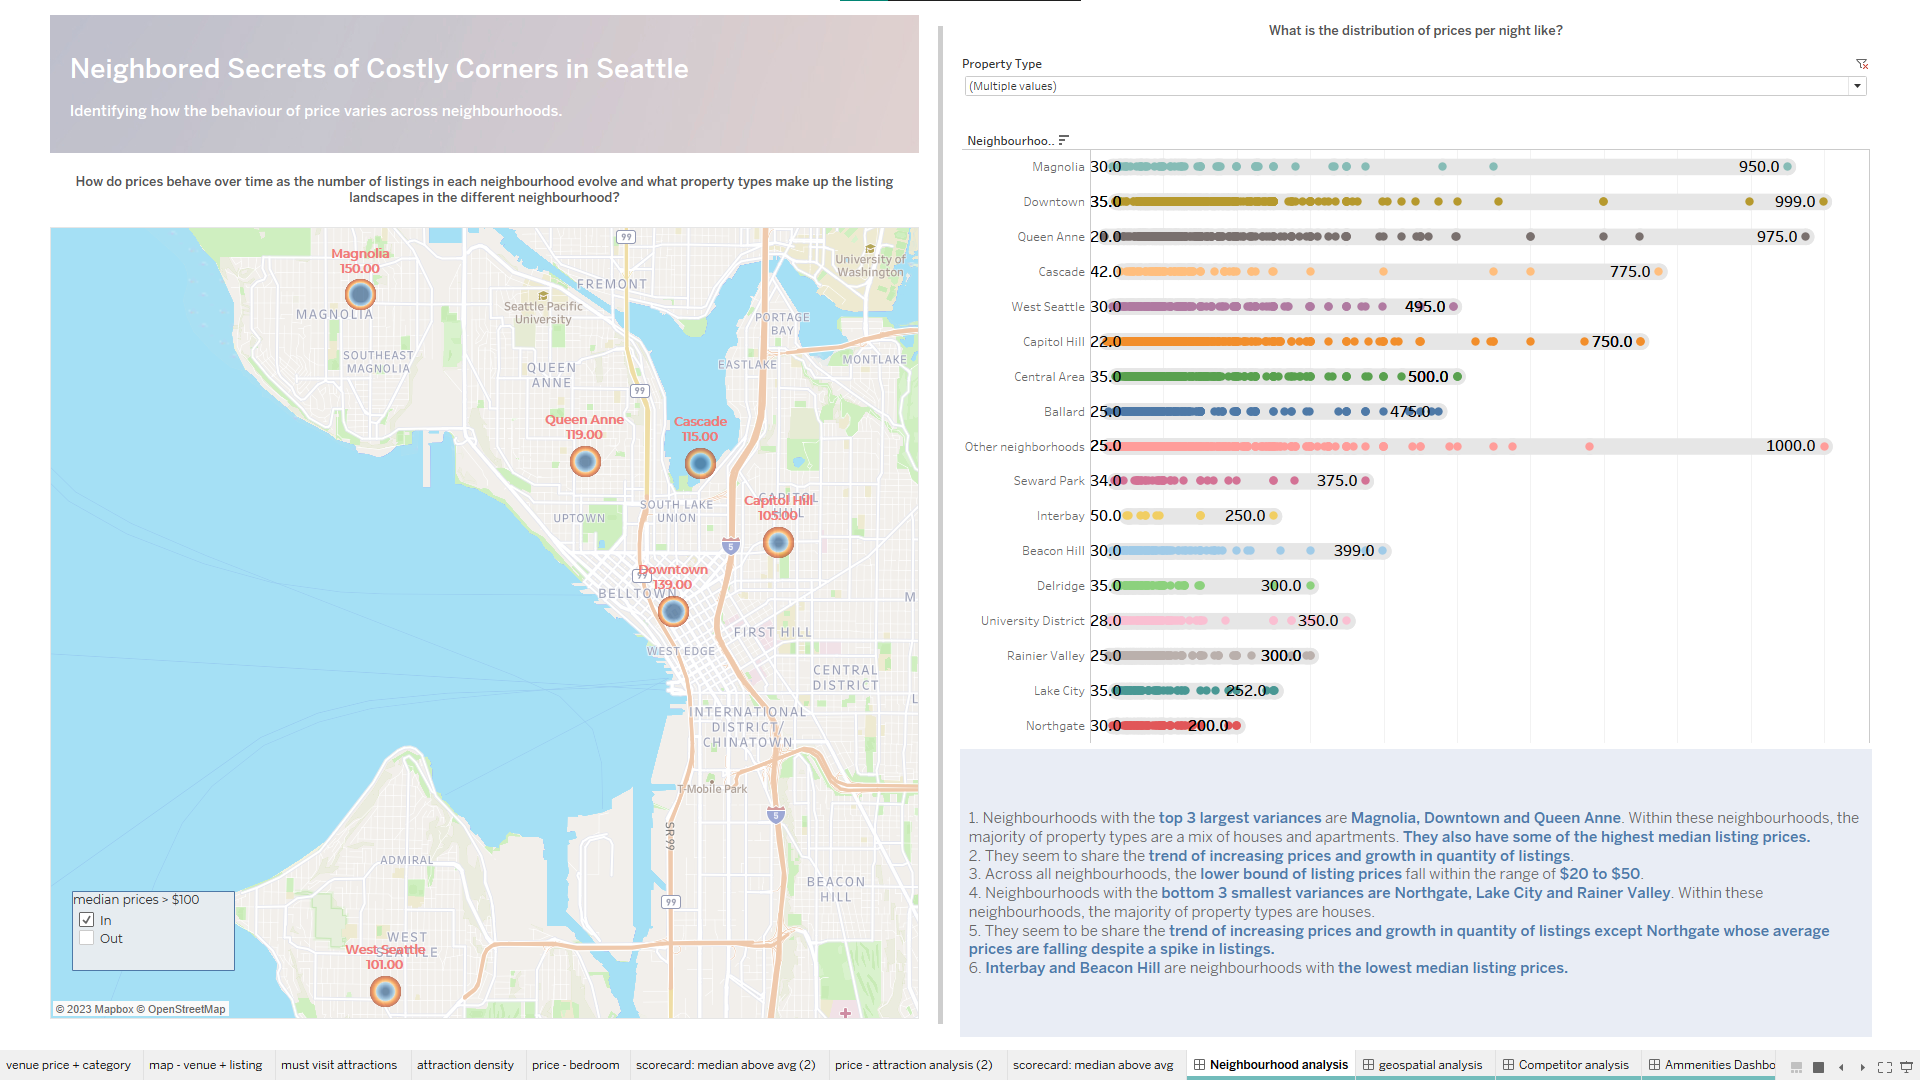 Neighbored Secrets of Costly Corners in Seattle
Identifying how the behaviour of price varies across neighbourhoods.
How do prices behave over time as the number of listings in each neighbourhood evolve and what property types make up the listing
landscapes in the different neighbourhood?
99
Magnolia
150.00
MAGNOLIA
SOUTHEAST
MAGNOLIA
Seattle Pacific
University
FREMONT
University of
Washington
PORTAGE
BAY
MONTLAKE
EASTLAKE
QUEEN
ANNE
99
Queen Anne
119.00
Cascade
115.00
SOUTH LAKE
UNION
UPTOWN
CAPITOL
HILL
Capitol Hill
105.00
5
Downtown
139.00
99
BELLTOWN
M
FIRST HILL
WEST EDGE
CENTRAL
DISTRICT
L
INTERNATIONAL
DISTRICT/
CHINATOWN
T-Mobile Park
5
SR 99
ADMIRAL
BEACON
HILL
99
WEST
SEATTLE
West Seattle
101.00
median prices > $100
In
Out
© 2023 Mapbox © OpenStreetMap
What is the distribution of prices per night like?
Property Type
(Multiple values)
Neighbourhoo..
Magnolia 30.0 950.0
Downtown 35.0 999.0
Queen Anne 20.0 975.0
Cascade 42.0 775.0
West Seattle 30.0 495.0
Capitol Hill 22.0 750.0
Central Area 35.0 500.0
Ballard 25.0 475.0
Other neighborhoods 25.0 1000.0
Seward Park 34.0 375.0
Interbay 50.0 250.0
Beacon Hill 30.0 399.0
Delridge 35.0 300.0
University District 28.0 350.0
Rainier Valley 25.0 300.0
Lake City 35.0 252.0
Northgate 30.0 200.0
1. Neighbourhoods with the top 3 largest variances are Magnolia, Downtown and Queen Anne. Within these neighbourhoods, the
majority of property types are a mix of houses and apartments. They also have some of the highest median listing prices.
2. They seem to share the trend of increasing prices and growth in quantity of listings.
3. Across all neighbourhoods, the lower bound of listing prices fall within the range of $20 to $50.
4. Neighbourhoods with the bottom 3 smallest variances are Northgate, Lake City and Rainer Valley. Within these
neighbourhoods, the majority of property types are houses.
5. They seem to be share the trend of increasing prices and growth in quantity of listings except Northgate whose average
prices are falling despite a spike in listings.
6. Interbay and Beacon Hill are neighbourhoods with the lowest median listing prices.
venue price + category
map - venue + listing
must visit attractions
attraction density
price - bedroom
scorecard: median above avg (2)
price - attraction analysis (2)
scorecard: median above avg
Neighbourhood analysis
geospatial analysis
Competitor analysis
Ammenities Dashbo